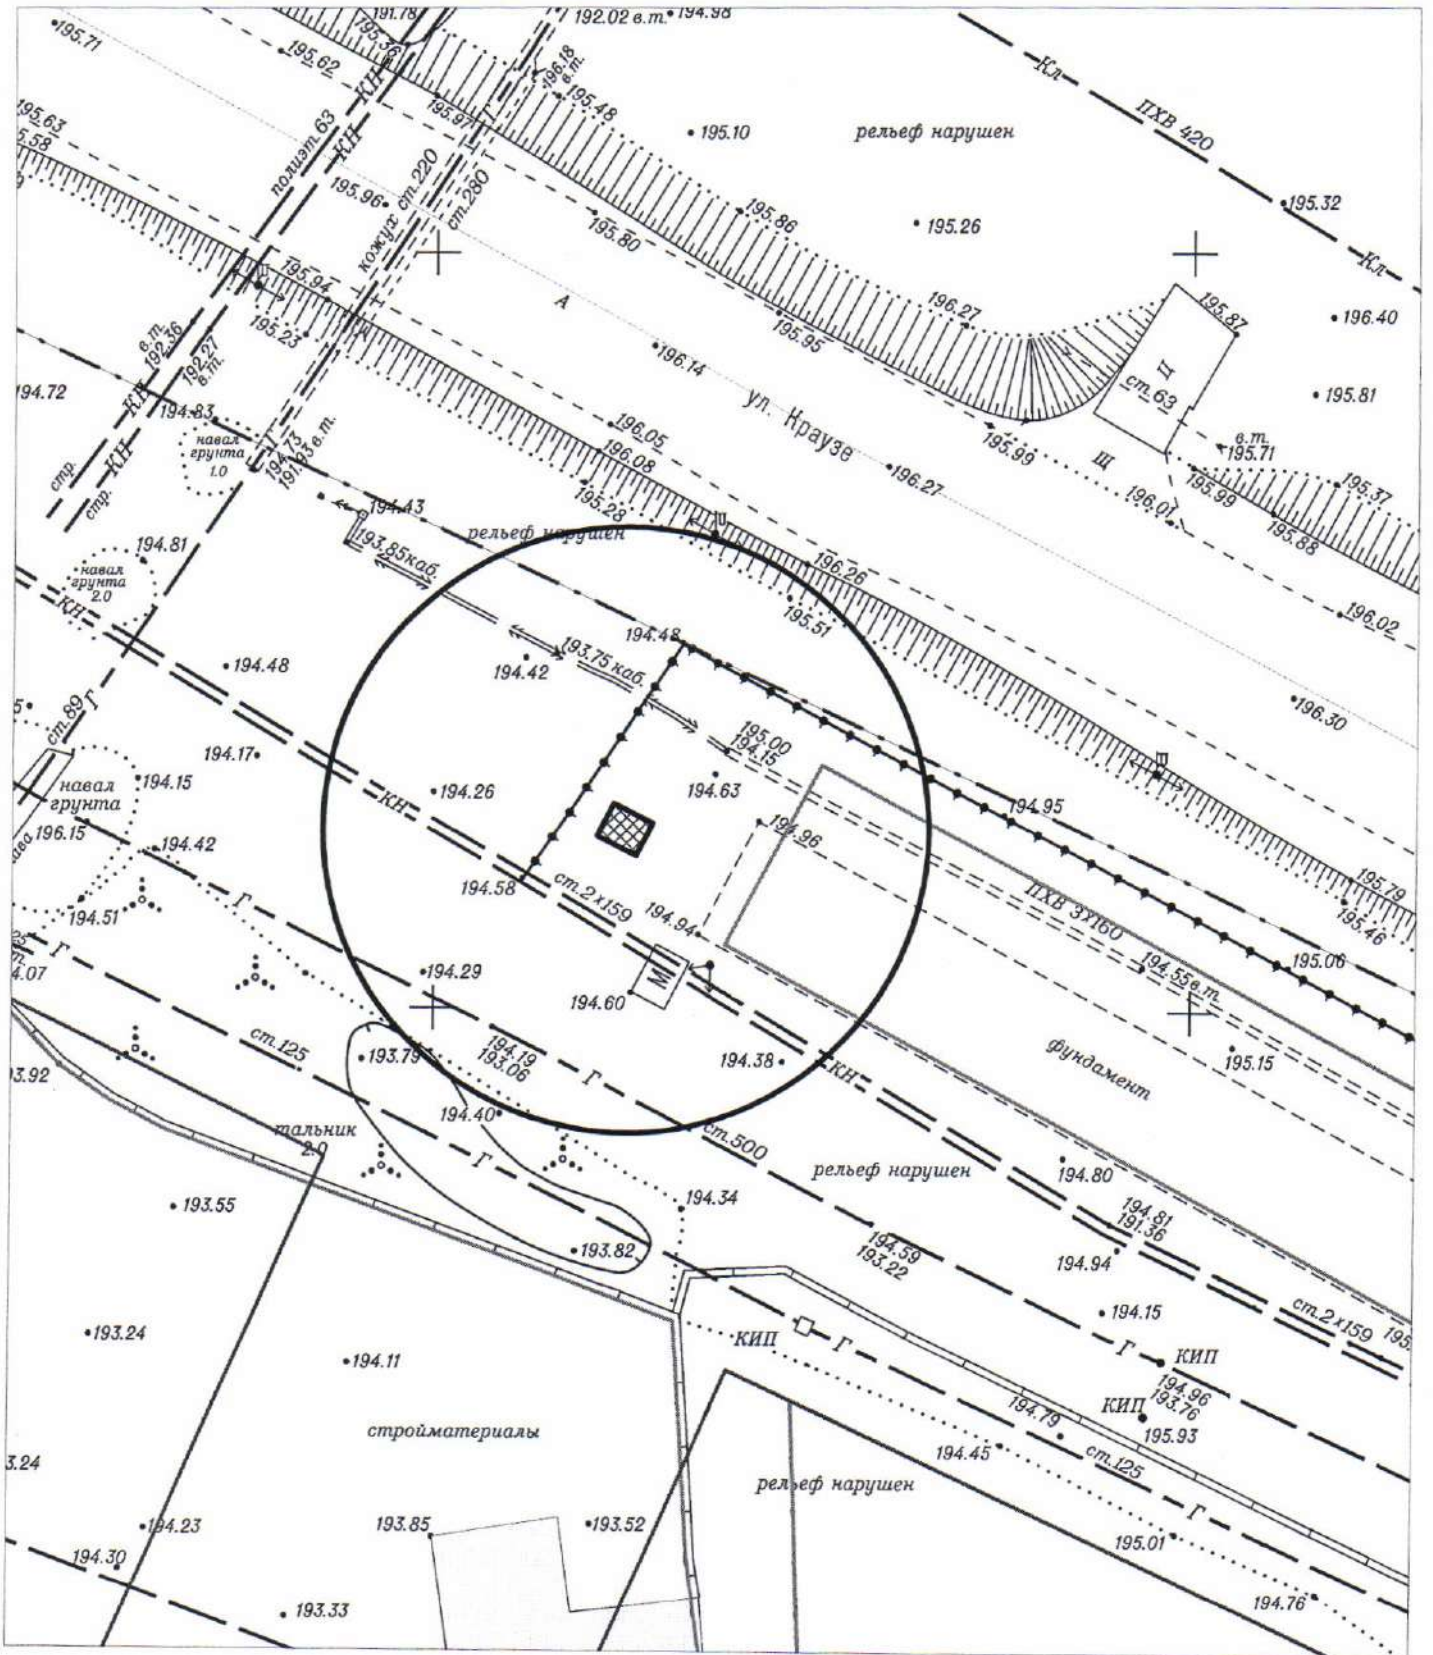 191.78
192.02 в.т.
194.98
195.71
195.62
195.36
КН
196.18
в.т.
Кл
195.63
5.58
полиэт. 63
КН
195.97
195.48
195.10
рельеф нарушен
ПХВ 420
195.96
кожух ст.220
ст.280
195.80
195.86
195.26
195.32
Кл
195.94
А
196.27
195.87
196.40
в.т.
192.36
192.27
в.т.
195.23
196.14
195.95
Ц
ст.63
195.81
194.72
КН
194.83
ул. Краузе
навал
грунта
1.0
КН
194.73
191.93 в.т.
196.05
196.08
195.99
Щ
в.т.
195.71
стр.
стр.
194.43
195.28
196.27
196.01
195.99
195.37
195.88
рельеф нарушен
194.81
193.85 каб.
196.26
навал
грунта
2.0
КН
195.51
196.02
194.48
194.48
194.42
193.75 каб.
ст.89
Г
196.30
194.17
195.00
194.15
навал
грунта
194.15
194.26
КН
194.63
194.95
196.15
194.42
194.96
194.58
ст.2х159
195.79
194.51
Г
194.94
ПХВ 3х160
195.46
Г
4.07
194.29
М
194.60
194.55 в.т.
195.06
ст.125
193.79
194.19
193.06
Г
194.38
КН
фундамент
195.15
194.40
тальник
2.0
Г
ст.500
рельеф нарушен
194.80
193.55
194.34
194.81
191.36
193.82
194.59
193.22
194.94
193.24
194.15
ст.2х159
195.
КИП
Г
Г
КИП
194.11
194.96
193.76
КИП
195.93
стройматериалы
194.79
194.45
ст.125
3.24
рельеф нарушен
Г
194.23
193.85
193.52
195.01
194.30
193.33
194.76